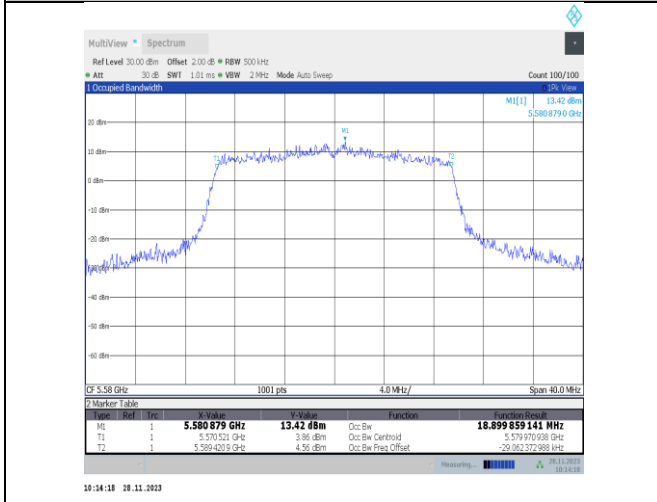 MultiView Spectrum
Ref Level 30.00 dBm Offset 2.00 dB RBW 500 kHz
Att 30 dB SWT 1.01 ms VBW 2 MHz Mode Auto Sweep Count 100/100
1 Occupied Bandwidth 1Pk View
M1[1] 13.42 dBm
5.580 879 0 GHz
20 dBm
M1
10 dBm
T1
T2
0 dBm
-10 dBm
-20 dBm
-30 dBm
-40 dBm
-50 dBm
-60 dBm
CF 5.58 GHz 1001 pts 4.0 MHz/ Span 40.0 MHz
2 Marker Table
Type Ref Trc X-Value Y-Value Function Function Result
M1 1 5.580 879 GHz 13.42 dBm Occ Bw 18.899 859 141 MHz
T1 1 5.570 521 GHz 3.86 dBm Occ Bw Centroid 5.579 970 938 GHz
T2 1 5.589 420 9 GHz 4.56 dBm Occ Bw Freq Offset -29.062 372 988 kHz
Measuring... 28.11.2023
10:14:18
10:14:18 28.11.2023